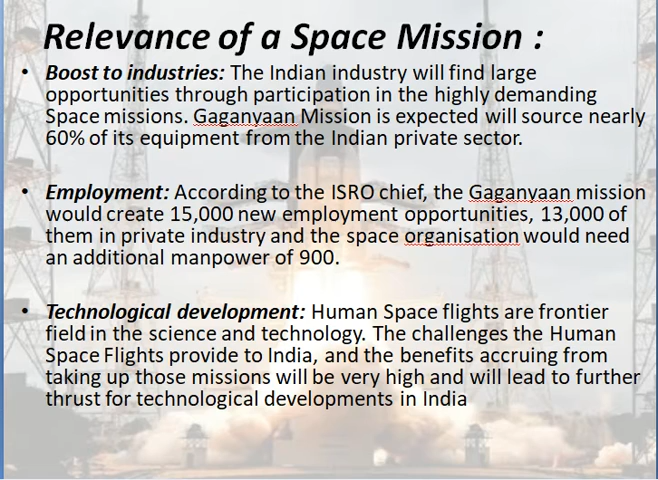 Relevance of a Space Mission :
• Boost to industries: The Indian industry will find large
opportunities through participation in the highly demanding
Space missions. Gaganyaan Mission is expected will source nearly
60% of its equipment from the Indian private sector.
• Employment: According to the ISRO chief, the Gaganyaan mission
would create 15,000 new employment opportunities, 13,000 of
them in private industry and the space organisation would need
an additional manpower of 900.
• Technological development: Human Space flights are frontier
field in the science and technology. The challenges the Human
Space Flights provide to India, and the benefits accruing from
taking up those missions will be very high and will lead to further
thrust for technological developments in India